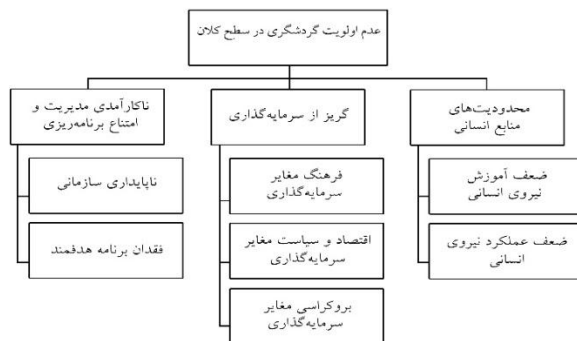 عدم اولویت گردشگری در سطح کلان
محدودیت‌های
منابع انسانی
ضعف آموزش
نیروی انسانی
ضعف عملکرد نیروی
انسانی
گریز از سرمایه‌گذاری
فرهنگ مغایر
سرمایه‌گذاری
اقتصاد و سیاست مغایر
سرمایه‌گذاری
بروکراسی مغایر
سرمایه‌گذاری
ناکارآمدی مدیریت و
امتناع برنامه‌ریزی
ناپایداری سازمانی
فقدان برنامه هدفمند